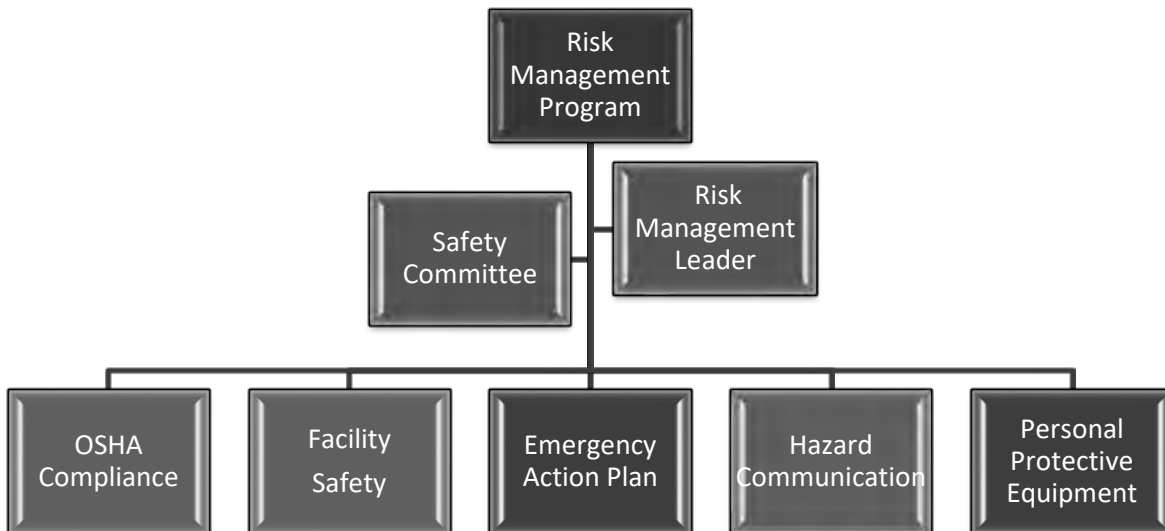 Risk
Management
Program
Risk
Management
Leader
Safety
Committee
OSHA
Compliance
Facility
Safety
Emergency
Action Plan
Hazard
Communication
Personal
Protective
Equipment